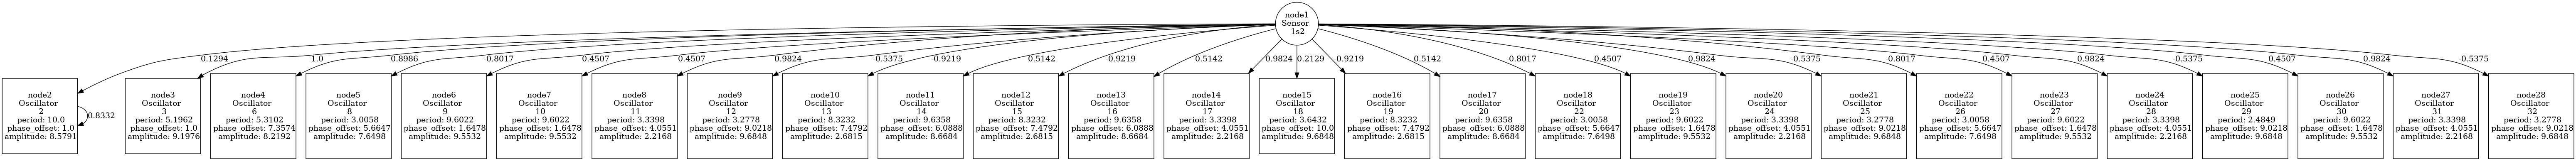 node1
Sensor
1s2
0.1294
1.0
0.8986
-0.8017
0.4507
0.4507
0.9824
-0.5375
-0.9219
0.5142
-0.9219
0.5142
0.9824
0.2129
-0.9219
0.5142
-0.8017
0.4507
0.9824
-0.5375
-0.8017
0.4507
0.9824
-0.5375
0.4507
0.9824
-0.5375
node2
Oscillator
2
period: 10.0
phase_offset: 1.0
amplitude: 8.5791
0.8332
node3
Oscillator
3
period: 5.1962
phase_offset: 1.0
amplitude: 9.1976
node4
Oscillator
6
period: 5.3102
phase_offset: 7.3574
amplitude: 8.2192
node5
Oscillator
8
period: 3.0058
phase_offset: 5.6647
amplitude: 7.6498
node6
Oscillator
9
period: 9.6022
phase_offset: 1.6478
amplitude: 9.5532
node7
Oscillator
10
period: 9.6022
phase_offset: 1.6478
amplitude: 9.5532
node8
Oscillator
11
period: 3.3398
phase_offset: 4.0551
amplitude: 2.2168
node9
Oscillator
12
period: 3.2778
phase_offset: 9.0218
amplitude: 9.6848
node10
Oscillator
13
period: 8.3232
phase_offset: 7.4792
amplitude: 2.6815
node11
Oscillator
14
period: 9.6358
phase_offset: 6.0888
amplitude: 8.6684
node12
Oscillator
15
period: 8.3232
phase_offset: 7.4792
amplitude: 2.6815
node13
Oscillator
16
period: 9.6358
phase_offset: 6.0888
amplitude: 8.6684
node14
Oscillator
17
period: 3.3398
phase_offset: 4.0551
amplitude: 2.2168
node15
Oscillator
18
period: 3.6432
phase_offset: 10.0
amplitude: 9.6848
node16
Oscillator
19
period: 8.3232
phase_offset: 7.4792
amplitude: 2.6815
node17
Oscillator
20
period: 9.6358
phase_offset: 6.0888
amplitude: 8.6684
node18
Oscillator
22
period: 3.0058
phase_offset: 5.6647
amplitude: 7.6498
node19
Oscillator
23
period: 9.6022
phase_offset: 1.6478
amplitude: 9.5532
node20
Oscillator
24
period: 3.3398
phase_offset: 4.0551
amplitude: 2.2168
node21
Oscillator
25
period: 3.2778
phase_offset: 9.0218
amplitude: 9.6848
node22
Oscillator
26
period: 3.0058
phase_offset: 5.6647
amplitude: 7.6498
node23
Oscillator
27
period: 9.6022
phase_offset: 1.6478
amplitude: 9.5532
node24
Oscillator
28
period: 3.3398
phase_offset: 4.0551
amplitude: 2.2168
node25
Oscillator
29
period: 2.4849
phase_offset: 9.0218
amplitude: 9.6848
node26
Oscillator
30
period: 9.6022
phase_offset: 1.6478
amplitude: 9.5532
node27
Oscillator
31
period: 3.3398
phase_offset: 4.0551
amplitude: 2.2168
node28
Oscillator
32
period: 3.2778
phase_offset: 9.0218
amplitude: 9.6848